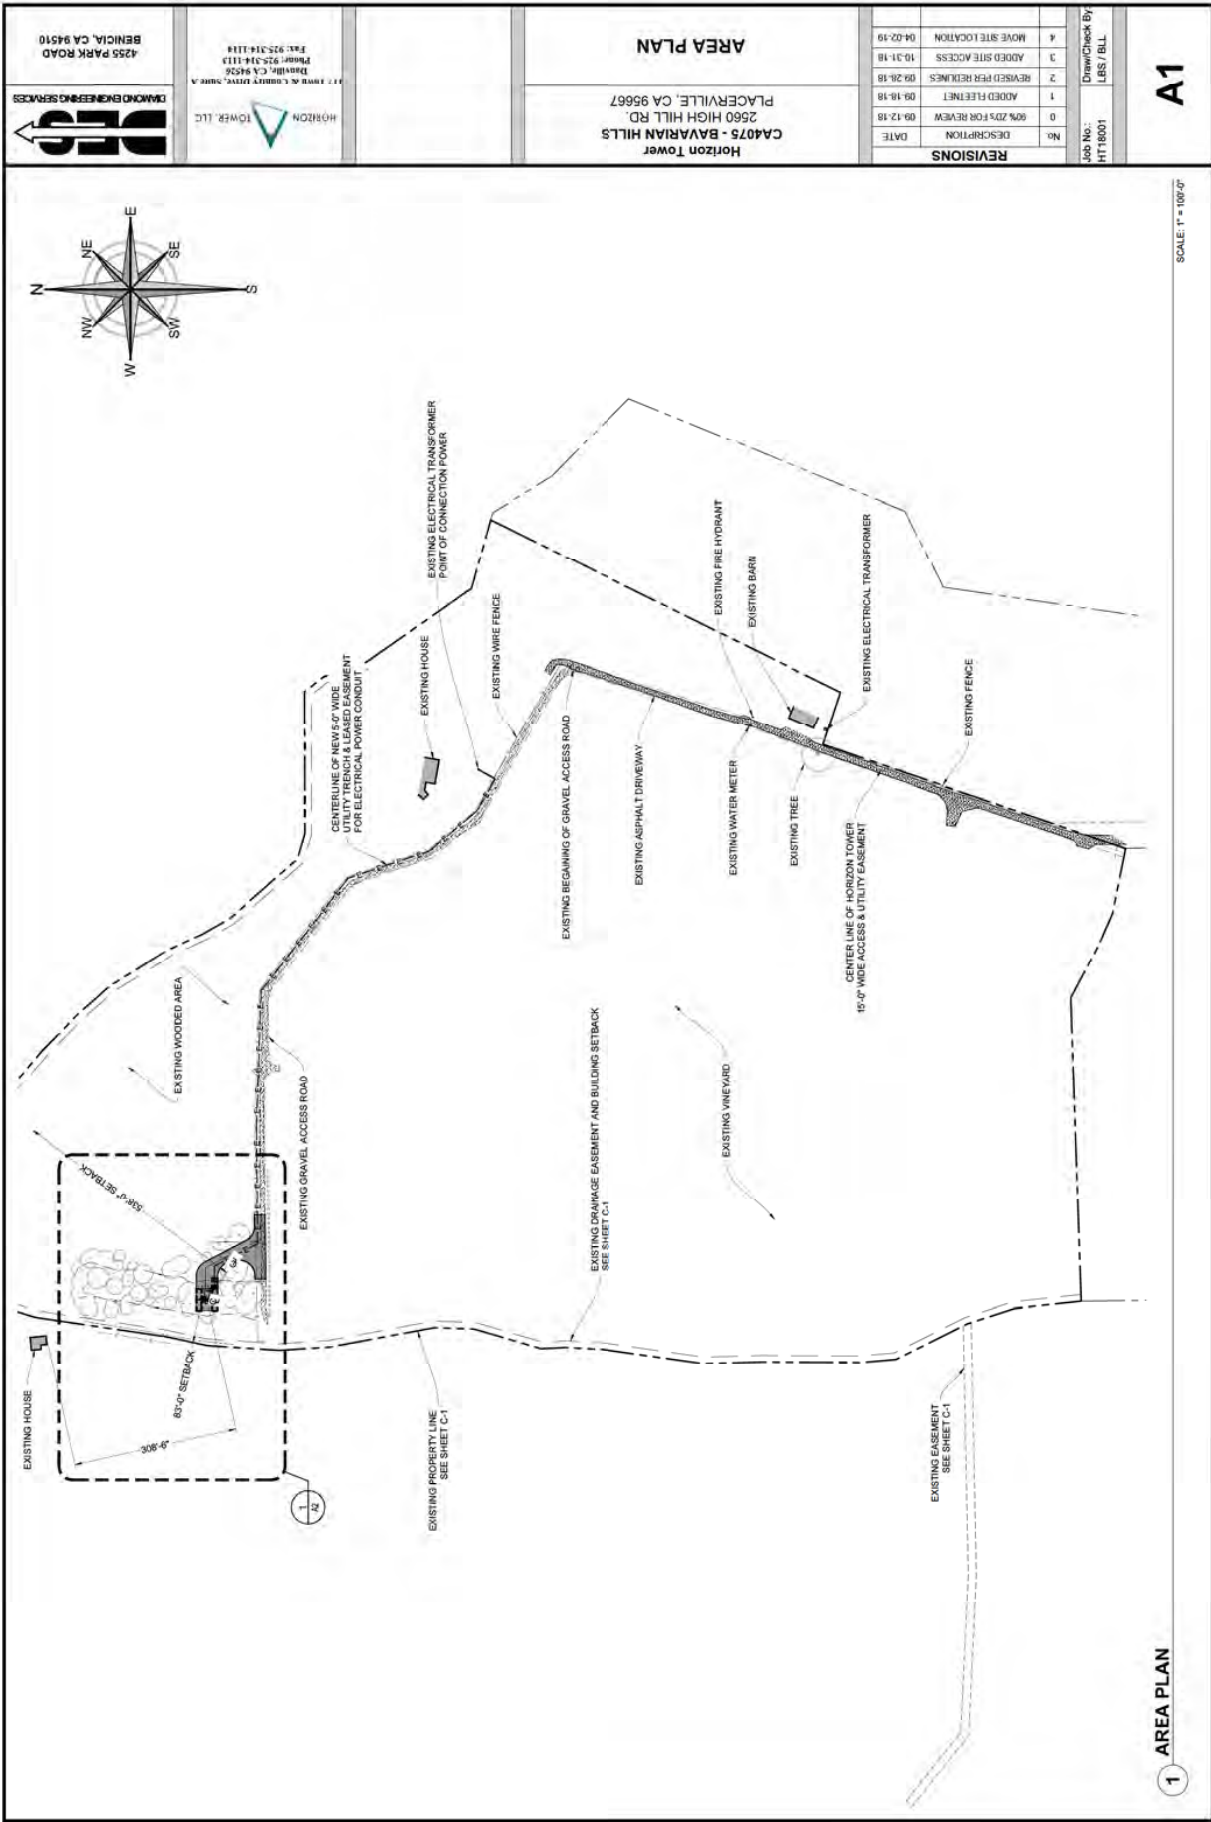 DES
DIAMOND ENGINEERING SERVICES
4255 PARK ROAD
BENICIA, CA 94510
HORIZON TOWER, LLC
117 Town & Country Drive, Suite A
Danville, CA 94526
Phone: 925-314-1113
Fax: 925-314-1114
Horizon Tower
CA4075 - BAVARIAN HILLS
2560 HIGH HILL RD.
PLACERVILLE, CA 95667
AREA PLAN
REVISIONS
No. DESCRIPTION DATE
0 90% ZD'S FOR REVIEW 09-12-18
1 ADDED FLEETNET 09-18-18
2 REVISED PER REDLINES 09-28-18
3 ADDED SITE ACCESS 10-31-18
4 MOVE SITE LOCATION 04-02-19
Job No.:
HT18001
Draw/Check By:
LBS / BLL
A1
N
NE
E
SE
S
SW
W
NW
EXISTING HOUSE
308'-6"
83'-0" SETBACK
538'-0" SETBACK
1
A2
EXISTING WOODED AREA
EXISTING GRAVEL ACCESS ROAD
CENTERLINE OF NEW 5'-0" WIDE
UTILITY TRENCH & LEASED EASEMENT
FOR ELECTRICAL POWER CONDUIT
EXISTING HOUSE
EXISTING ELECTRICAL TRANSFORMER
POINT OF CONNECTION POWER
EXISTING WIRE FENCE
EXISTING PROPERTY LINE
SEE SHEET C-1
EXISTING DRAINAGE EASEMENT AND BUILDING SETBACK
SEE SHEET C-1
EXISTING BEGAINING OF GRAVEL ACCESS ROAD
EXISTING ASPHALT DRIVEWAY
EXISTING VINEYARD
EXISTING WATER METER
EXISTING FIRE HYDRANT
EXISTING BARN
EXISTING TREE
EXISTING ELECTRICAL TRANSFORMER
CENTER LINE OF HORIZON TOWER
15'-0" WIDE ACCESS & UTILITY EASEMENT
EXISTING FENCE
EXISTING EASEMENT
SEE SHEET C-1
1 AREA PLAN
SCALE: 1" = 100'-0"